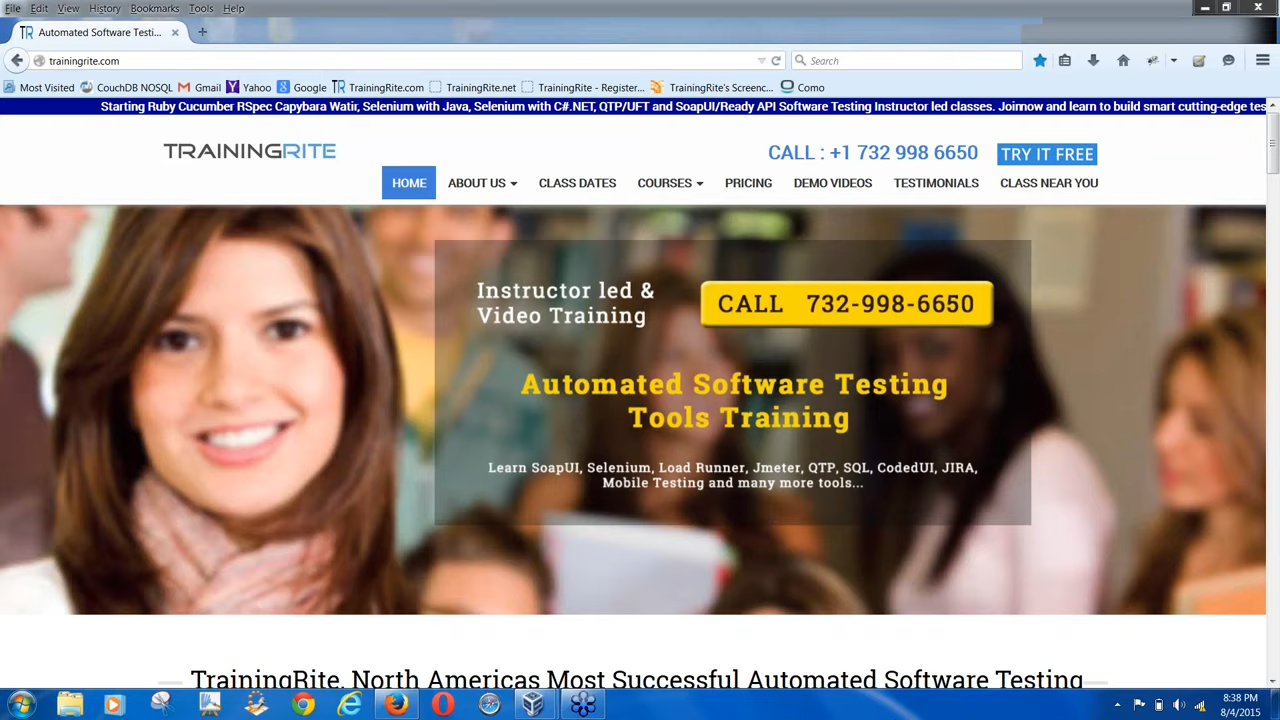 File Edit View History Bookmarks Tools Help
TR Automated Software Testi...
trainingrite.com
Search
Most Visited CouchDB NOSQL Gmail Yahoo Google TR TrainingRite.com TrainingRite.net TrainingRite - Register... TrainingRite's Screenc... Como
Starting Ruby Cucumber RSpec Capybara Watir, Selenium with Java, Selenium with C#.NET, QTP/UFT and SoapUI/Ready API Software Testing Instructor led classes. Joirnow and learn to build smart cutting-edge tes
TRAININGRITE
CALL : +1 732 998 6650 TRY IT FREE
HOME ABOUT US CLASS DATES COURSES PRICING DEMO VIDEOS TESTIMONIALS CLASS NEAR YOU
Instructor led &
Video Training
CALL 732-998-6650
Automated Software Testing
Tools Training
Learn SoapUI, Selenium, Load Runner, Jmeter, QTP, SQL, CodedUI, JIRA,
Mobile Testing and many more tools...
TrainingRite, North Americas Most Successful Automated Software Testing
8:38 PM
8/4/2015